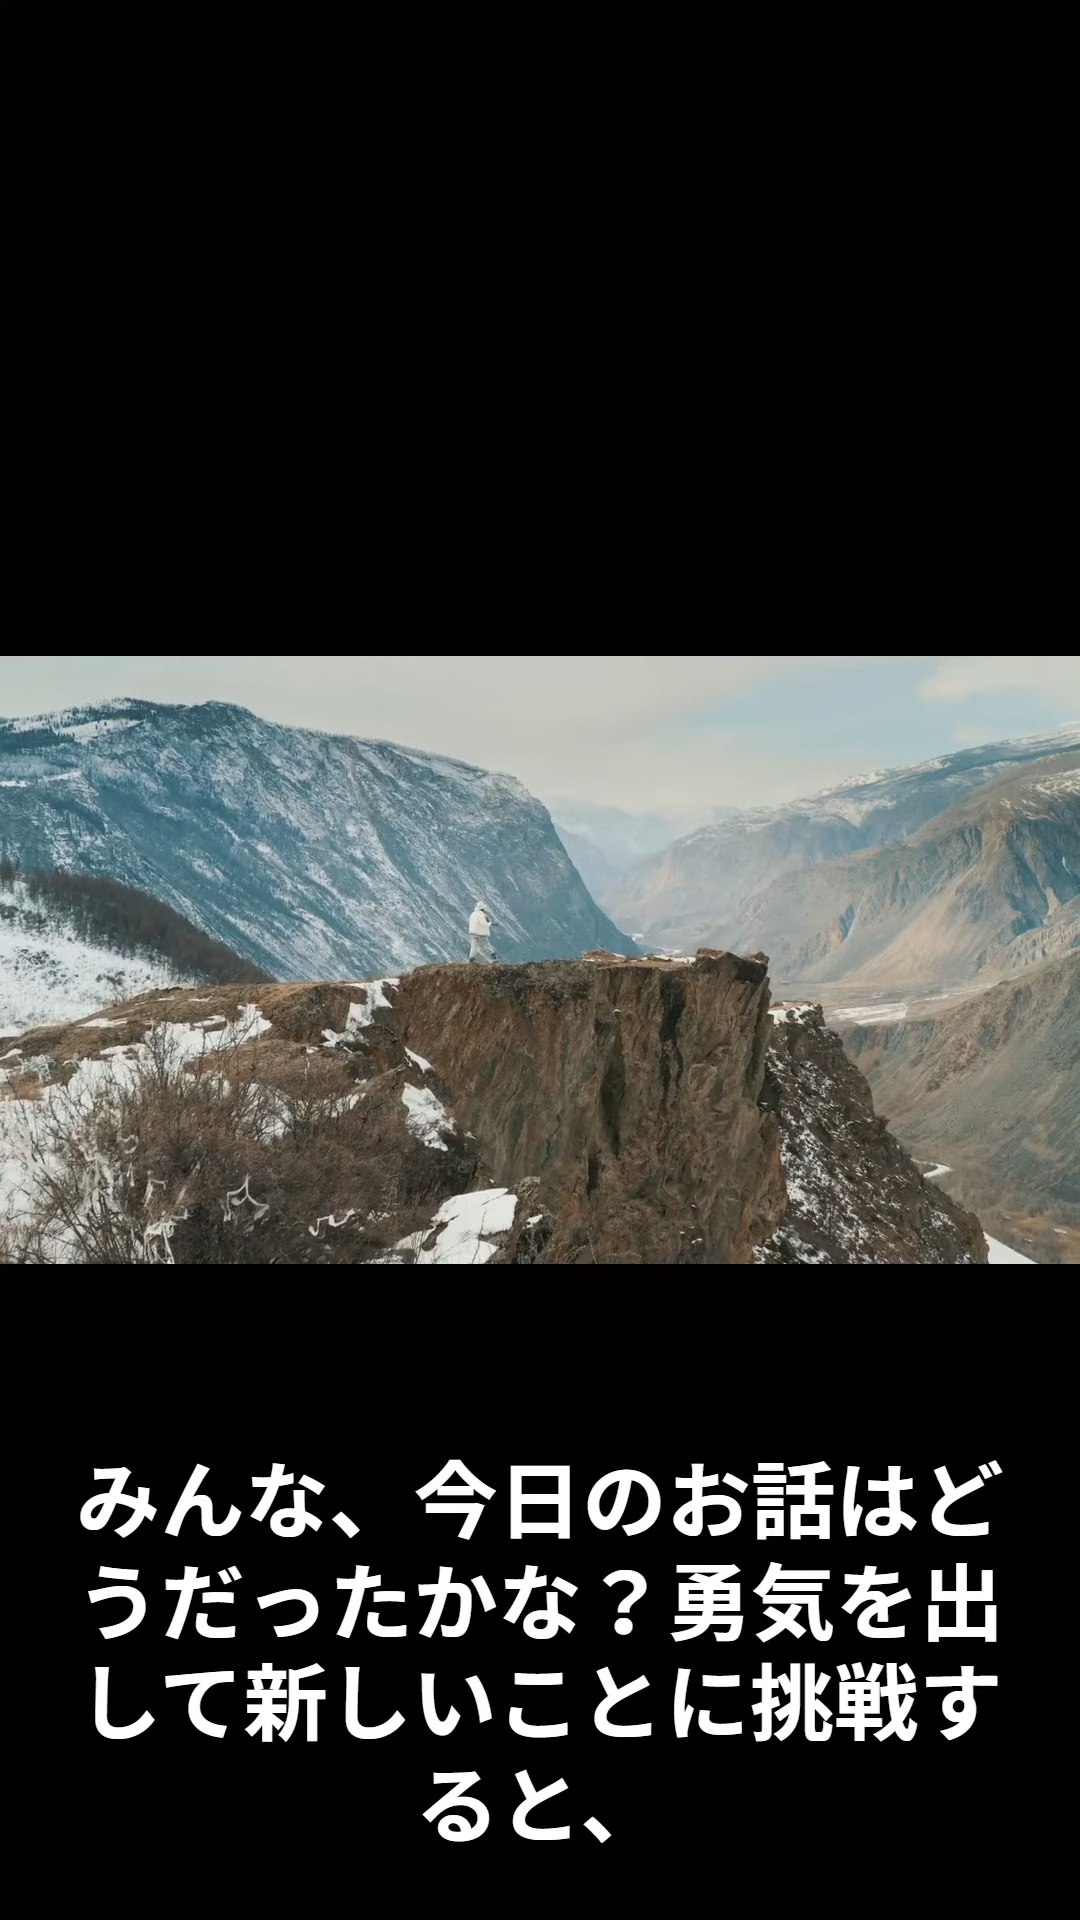 みんな、今日のお話はど
うだったかな？勇気を出
して新しいことに挑戦す
ると、